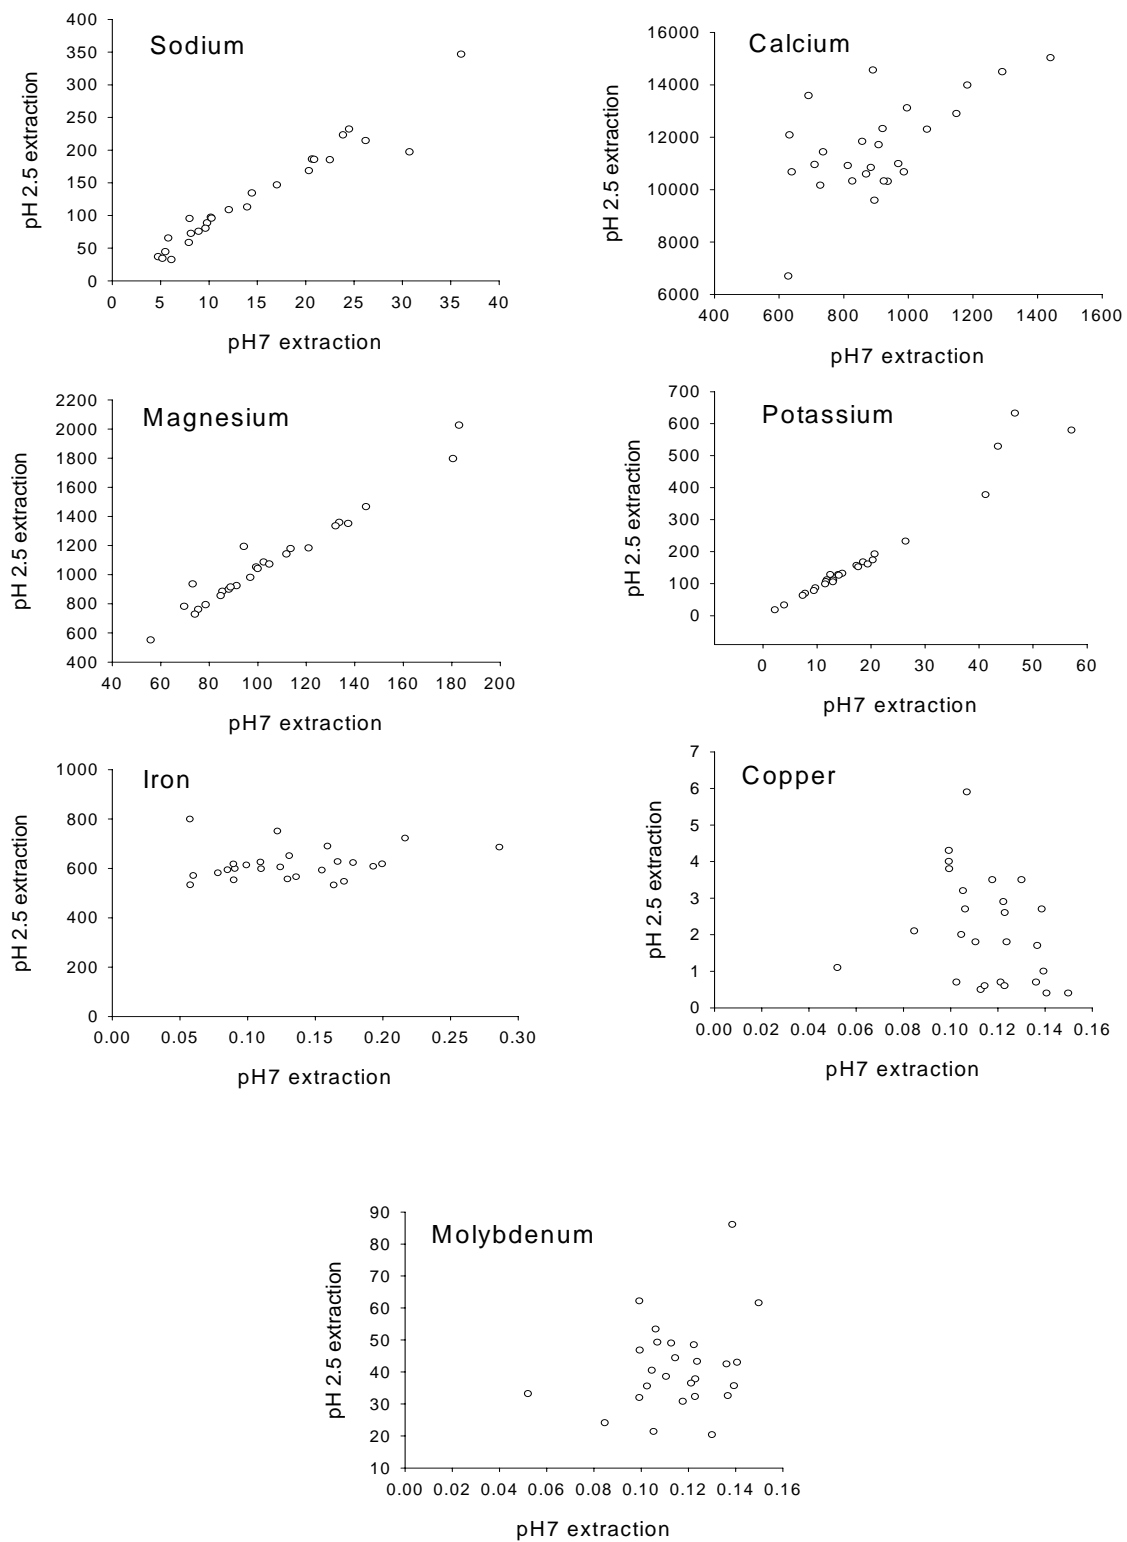 Sodium
pH 2.5 extraction
400
350
300
250
200
150
100
50
0
0 5 10 15 20 25 30 35 40
pH7 extraction
Calcium
pH 2.5 extraction
16000
14000
12000
10000
8000
6000
400 600 800 1000 1200 1400 1600
pH7 extraction
Magnesium
pH 2.5 extraction
2200
2000
1800
1600
1400
1200
1000
800
600
400
40 60 80 100 120 140 160 180 200
pH7 extraction
Potassium
pH 2.5 extraction
700
600
500
400
300
200
100
0
0 10 20 30 40 50 60
pH7 extraction
Iron
pH 2.5 extraction
1000
800
600
400
200
0
0.00 0.05 0.10 0.15 0.20 0.25 0.30
pH7 extraction
Copper
pH 2.5 extraction
7
6
5
4
3
2
1
0
0.00 0.02 0.04 0.06 0.08 0.10 0.12 0.14 0.16
pH7 extraction
Molybdenum
pH 2.5 extraction
90
80
70
60
50
40
30
20
10
0.00 0.02 0.04 0.06 0.08 0.10 0.12 0.14 0.16
pH7 extraction